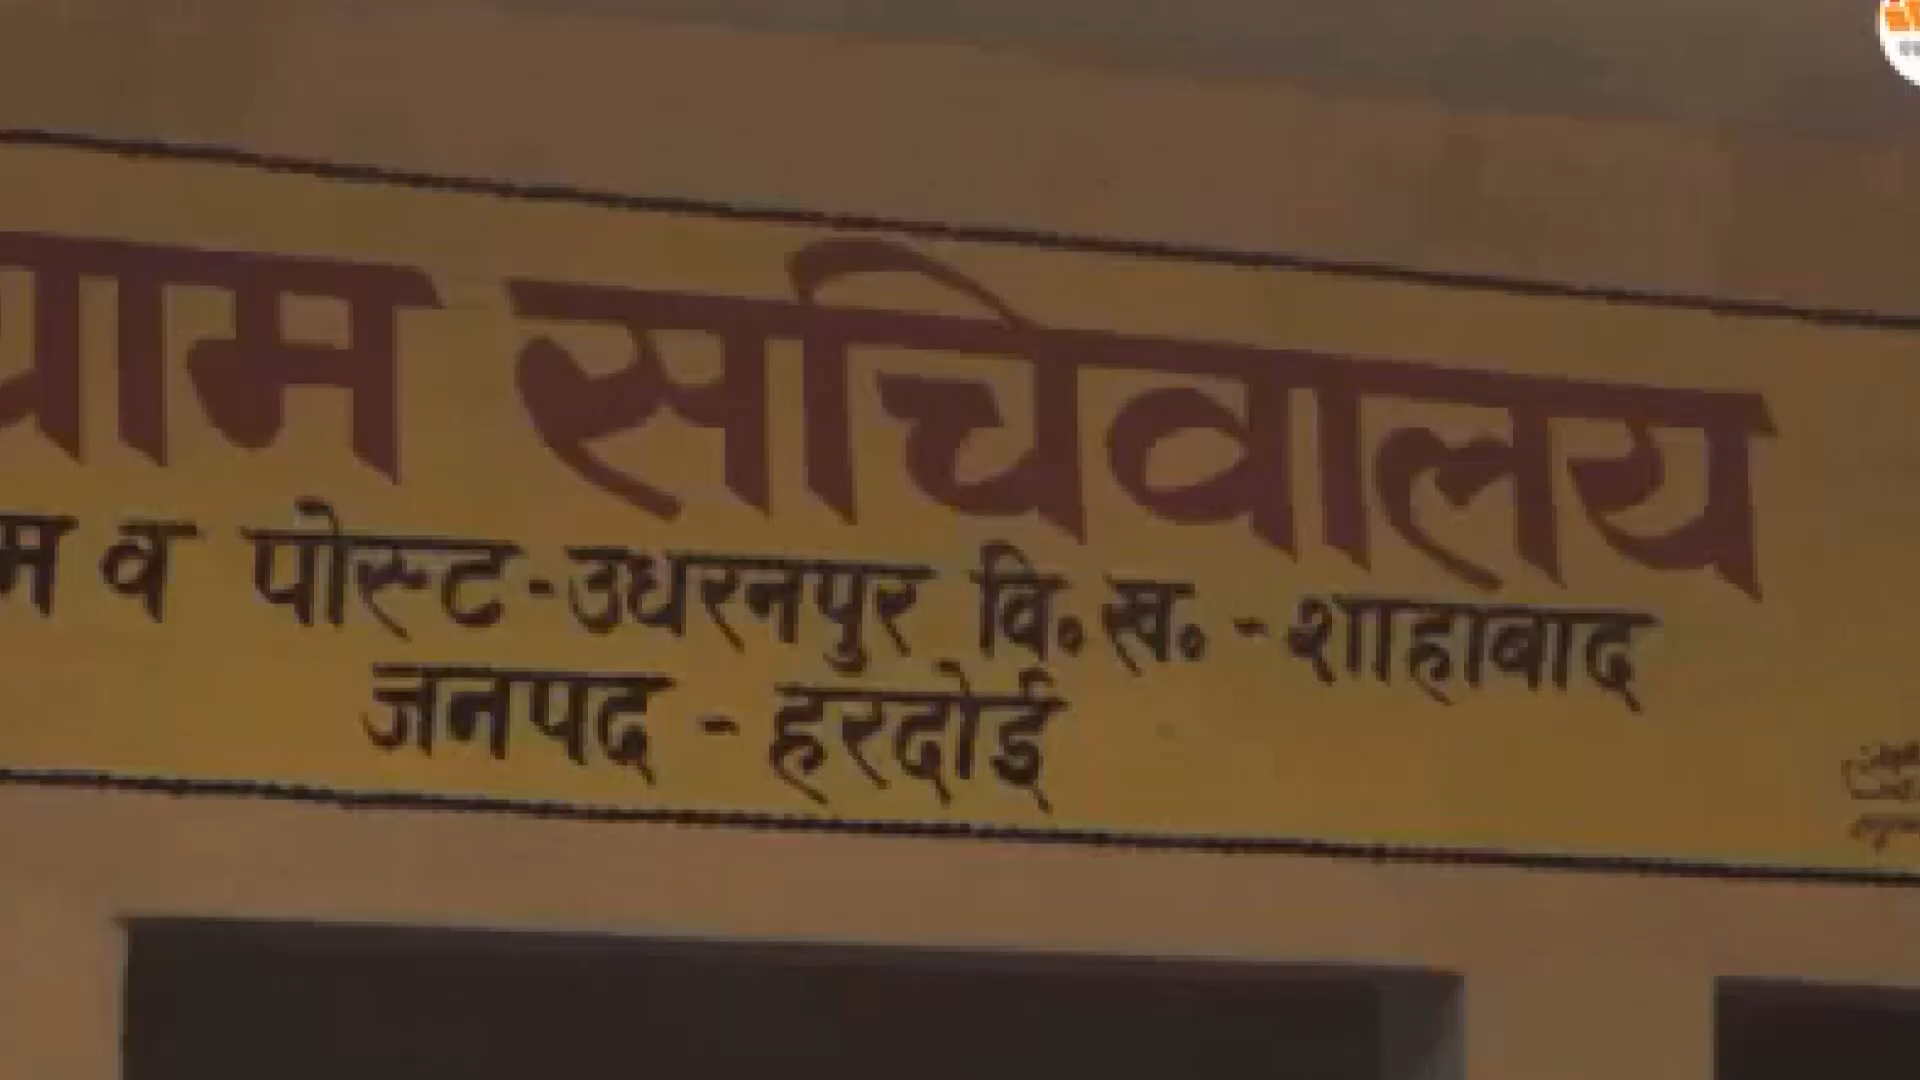 ग्राम सचिवालय
व पोस्ट-उधरनपुर वि.ख.-शाहाबाद
जनपद - हरदोई